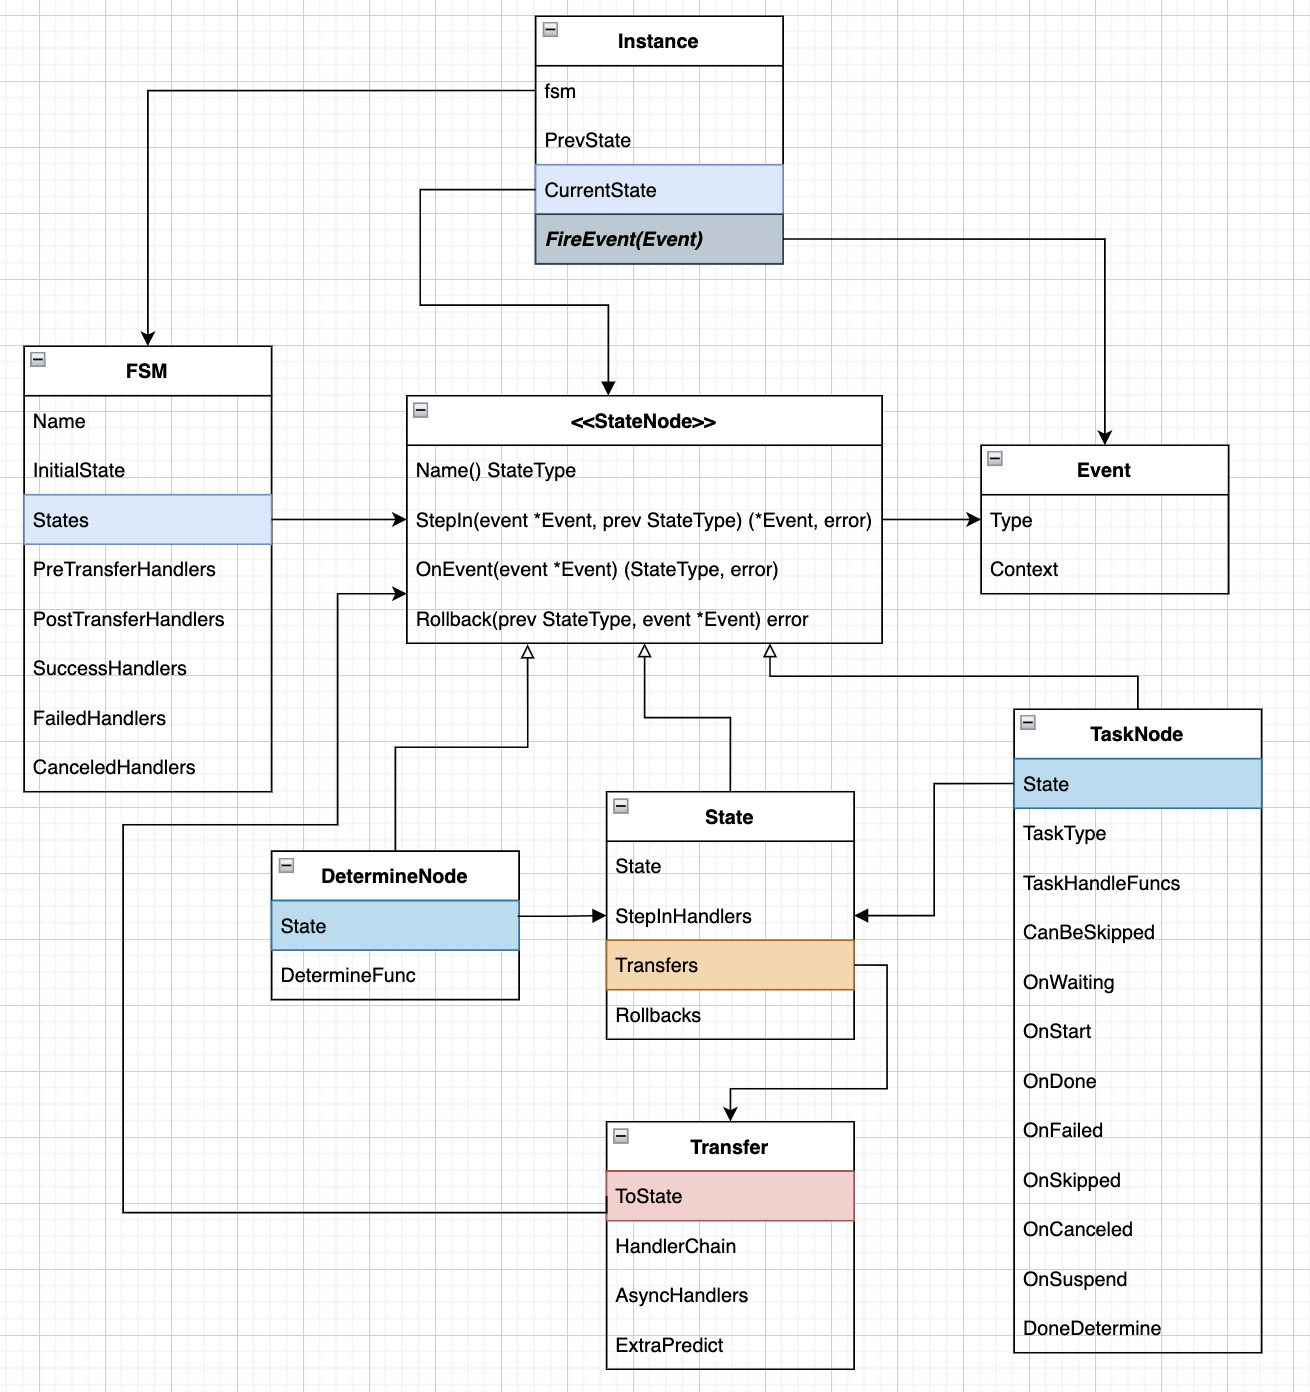 Instance
fsm
PrevState
CurrentState
FireEvent(Event)
FSM
Name
InitialState
States
PreTransferHandlers
PostTransferHandlers
SuccessHandlers
FailedHandlers
CanceledHandlers
<<StateNode>>
Name() StateType
StepIn(event *Event, prev StateType) (*Event, error)
OnEvent(event *Event) (StateType, error)
Rollback(prev StateType, event *Event) error
Event
Type
Context
DetermineNode
State
DetermineFunc
State
State
StepInHandlers
Transfers
Rollbacks
TaskNode
State
TaskType
TaskHandleFuncs
CanBeSkipped
OnWaiting
OnStart
OnDone
OnFailed
OnSkipped
OnCanceled
OnSuspend
DoneDetermine
Transfer
ToState
HandlerChain
AsyncHandlers
ExtraPredict